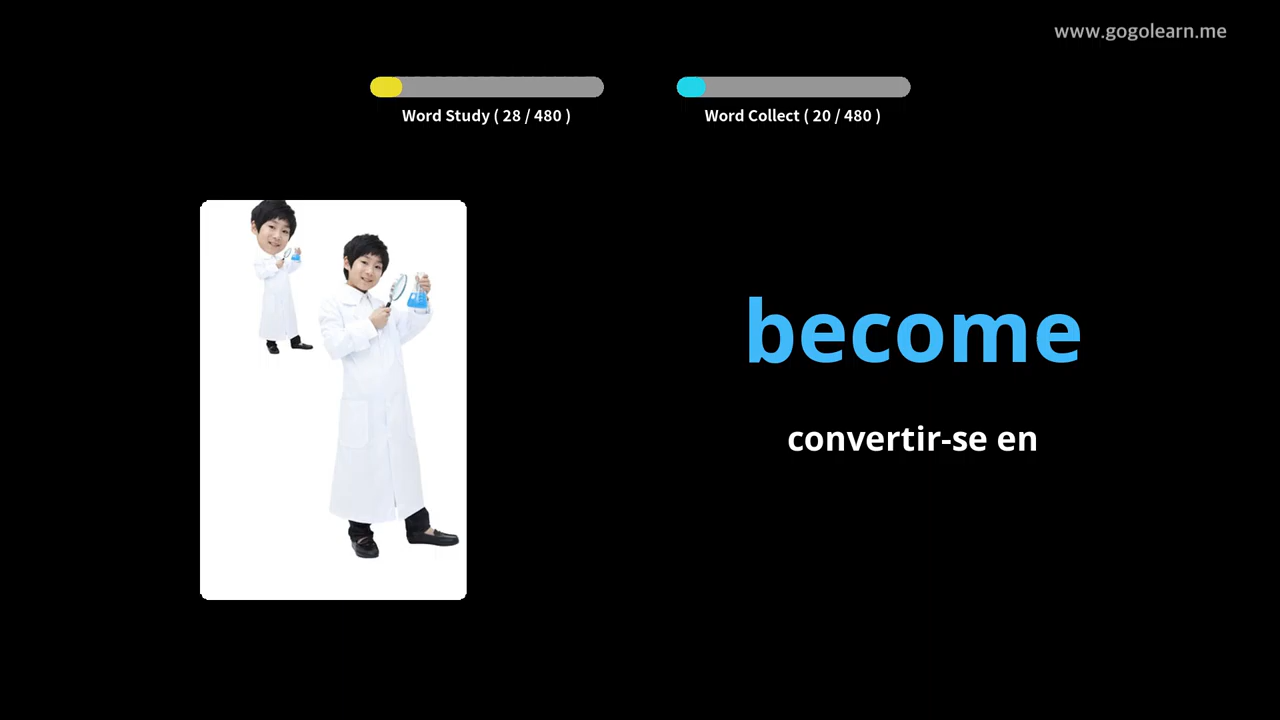 www.gogolearn.me
Word Study ( 28 / 480 )
Word Collect ( 20 / 480 )
become
convertir-se en